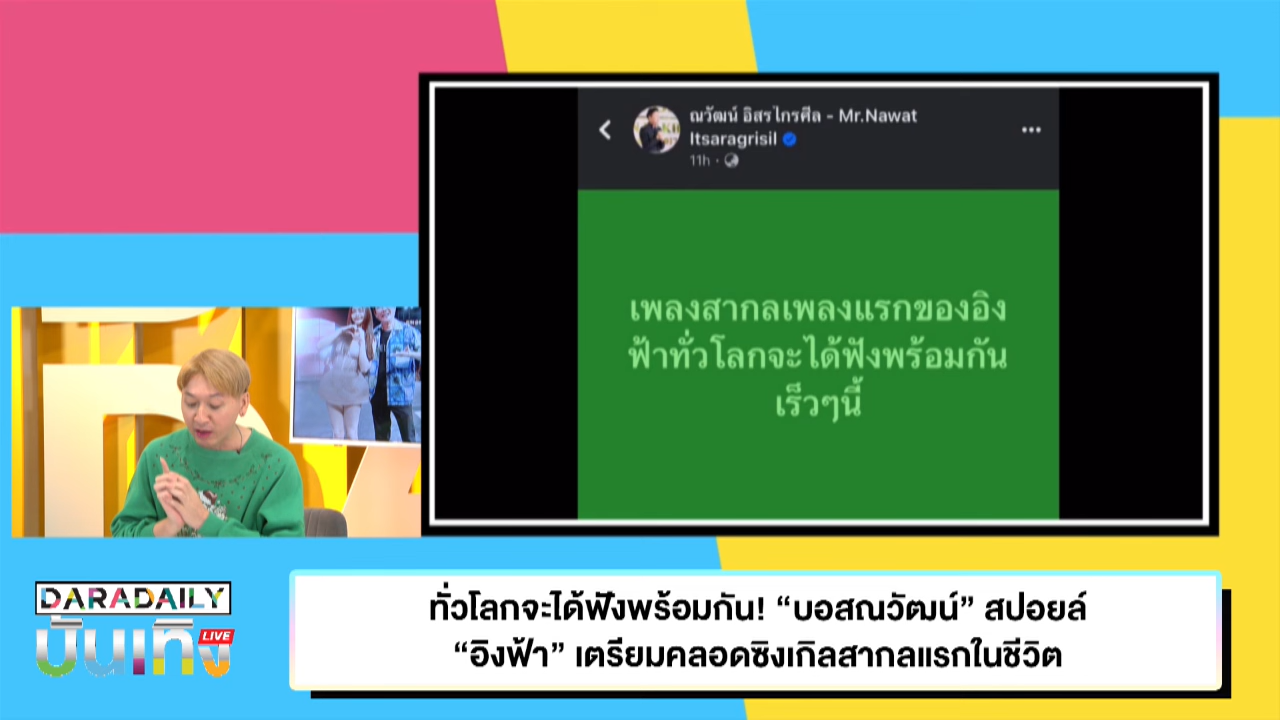 ณวัฒน์ อิสรไกรศีล - Mr.Nawat
Itsaragrisil
11h
เพลงสากลเพลงแรกของอิง
ฟ้าทั่วโลกจะได้ฟังพร้อมกัน
เร็วๆนี้
DARADAILY
บันเทิง
LIVE
ทั่วโลกจะได้ฟังพร้อมกัน! “บอสณวัฒน์” สปอยล์
“อิงฟ้า” เตรียมคลอดซิงเกิลสากลแรกในชีวิต